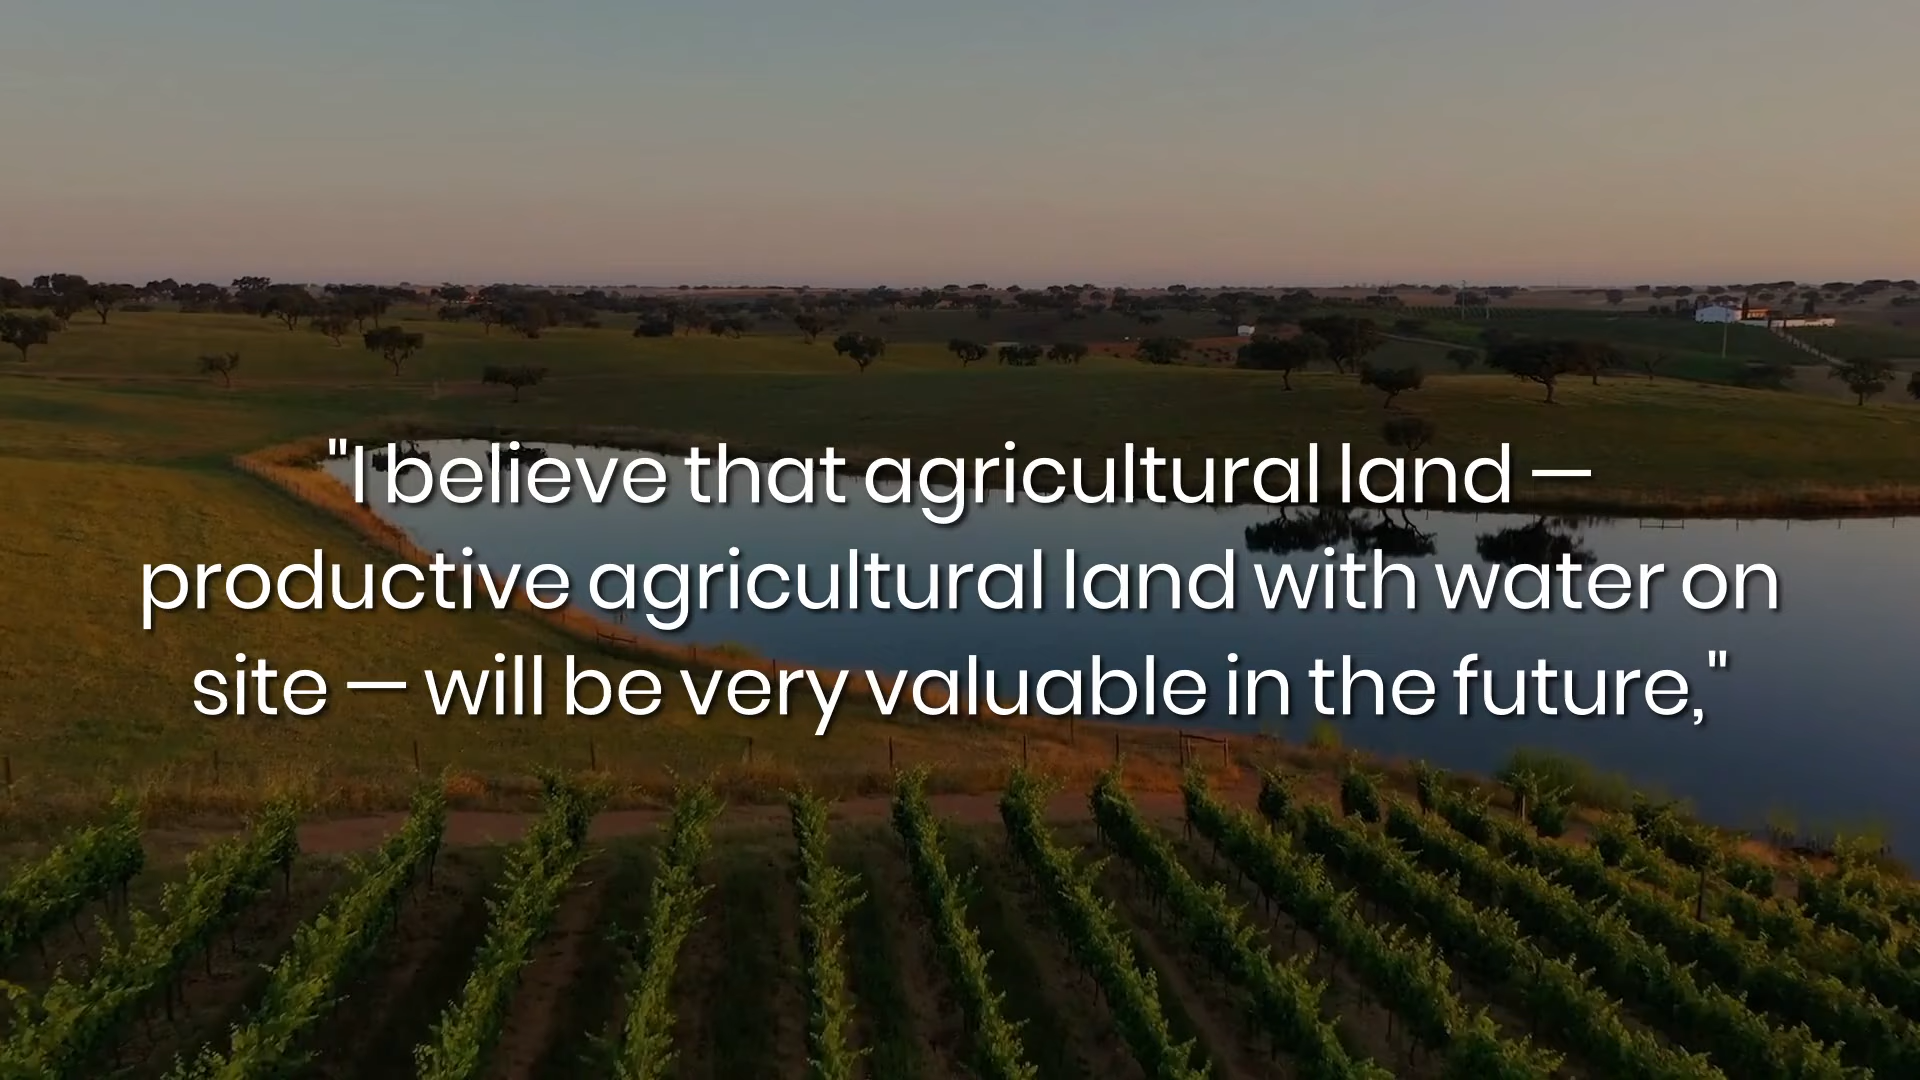 "I believe that agricultural land —
productive agricultural land with water on
site — will be very valuable in the future,"